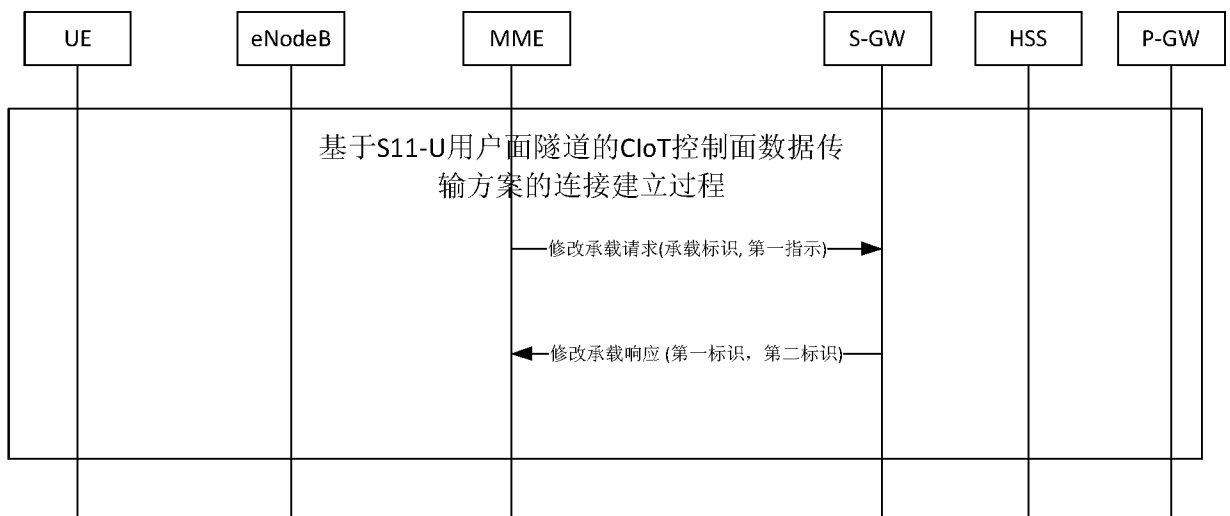 UE
eNodeB
MME
S-GW
HSS
P-GW
基于S11-U用户面隧道的CIoT控制面数据传
输方案的连接建立过程
修改承载请求(承载标识, 第一指示)
修改承载响应 (第一标识，第二标识)